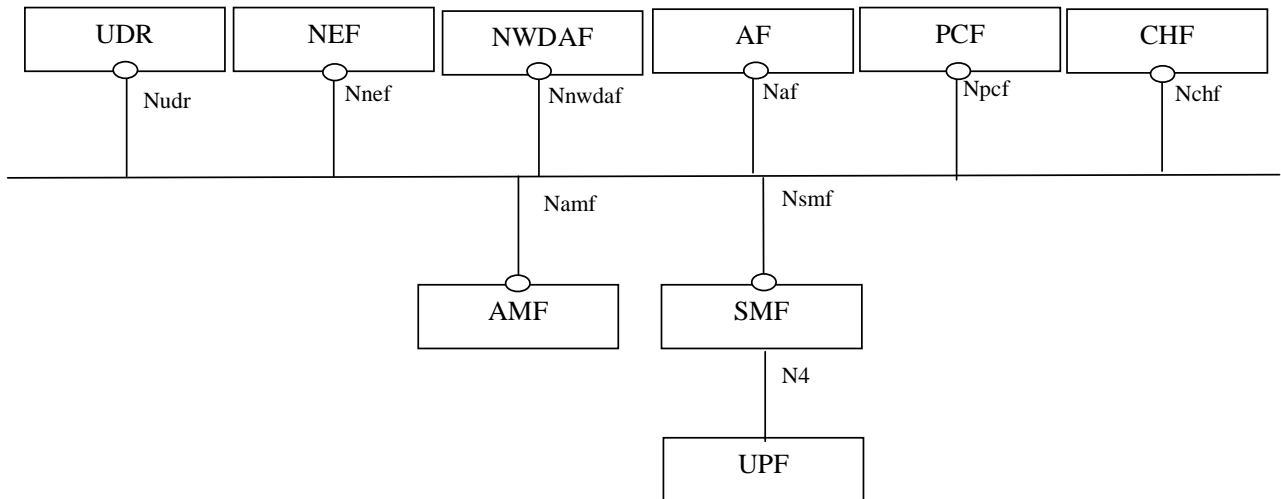 UDR
NEF
NWDAF
AF
PCF
CHF
Nudr
Nnef
Nnwdaf
Naf
Npcf
Nchf
Namf
Nsmf
AMF
SMF
N4
UPF